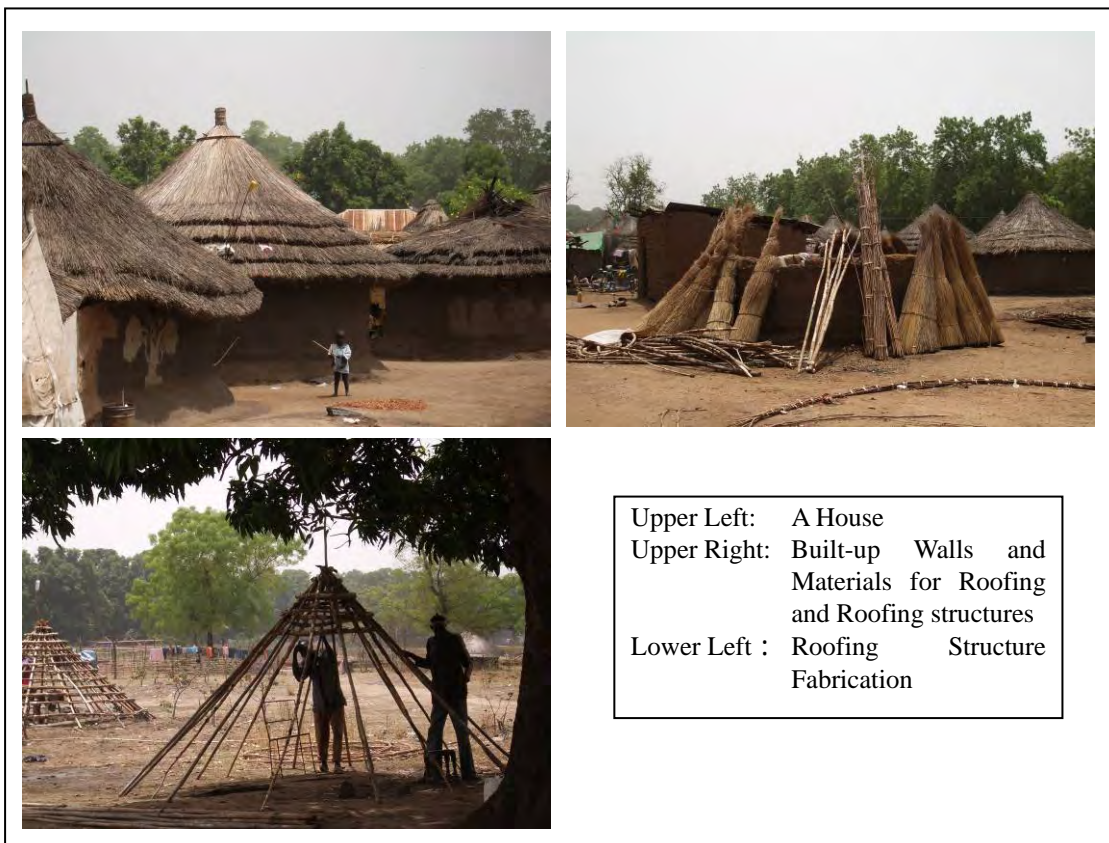 Upper Left: A House
Upper Right: Built-up Walls and
Materials for Roofing
and Roofing structures
Lower Left : Roofing Structure
Fabrication